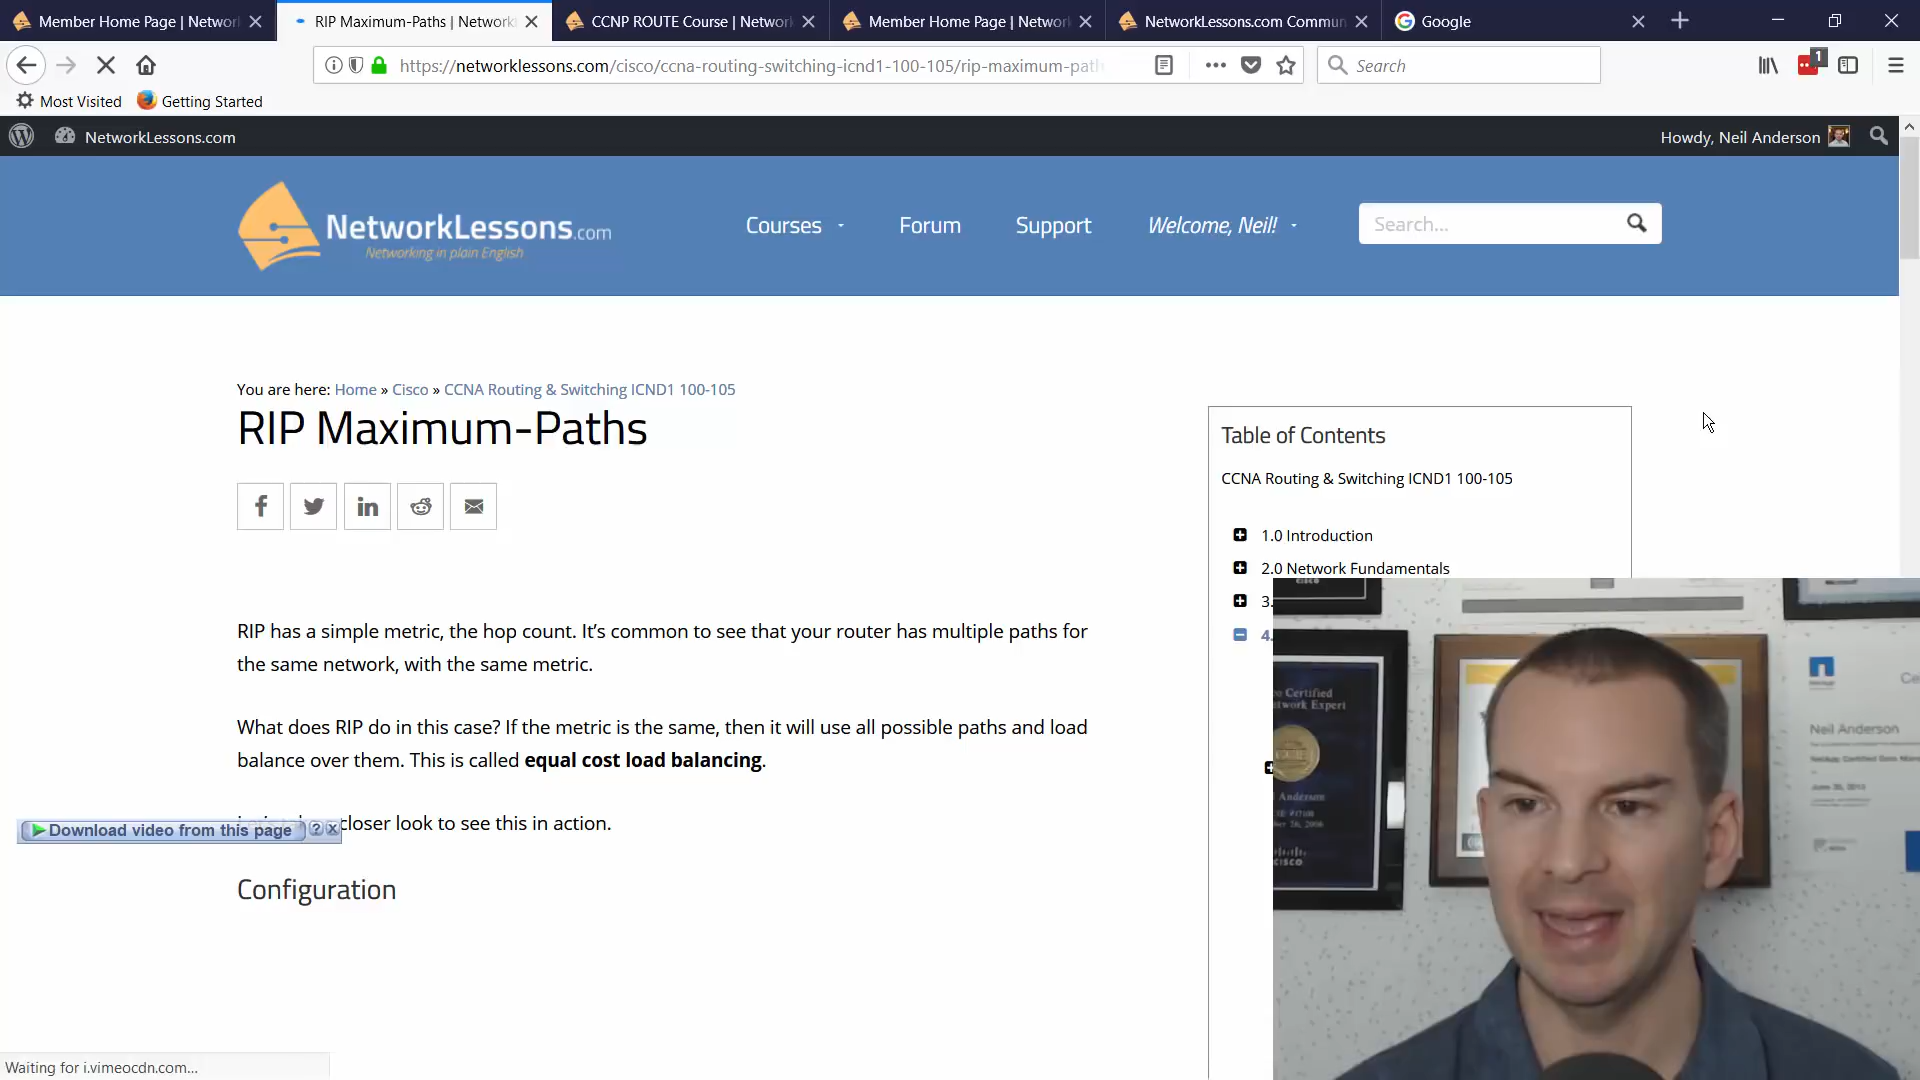 Member Home Page | Networ
RIP Maximum-Paths | Network
CCNP ROUTE Course | Networ
Member Home Page | Networ
NetworkLessons.com Commun
Google
https://networklessons.com/cisco/ccna-routing-switching-icnd1-100-105/rip-maximum-path
Search
1
Most Visited
Getting Started
NetworkLessons.com
Howdy, Neil Anderson
NetworkLessons.com
Networking in plain English
Courses
Forum
Support
Welcome, Neil!
Search...
You are here: Home » Cisco » CCNA Routing & Switching ICND1 100-105
RIP Maximum-Paths
Table of Contents
CCNA Routing & Switching ICND1 100-105
1.0 Introduction
2.0 Network Fundamentals
3.
4.
RIP has a simple metric, the hop count. It's common to see that your router has multiple paths for
the same network, with the same metric.
What does RIP do in this case? If the metric is the same, then it will use all possible paths and load
balance over them. This is called equal cost load balancing.
closer look to see this in action.
Download video from this page
?
Configuration
Certified
Expert
Anderson
CISCO
Neil Anderson
Waiting for i.vimeocdn.com...